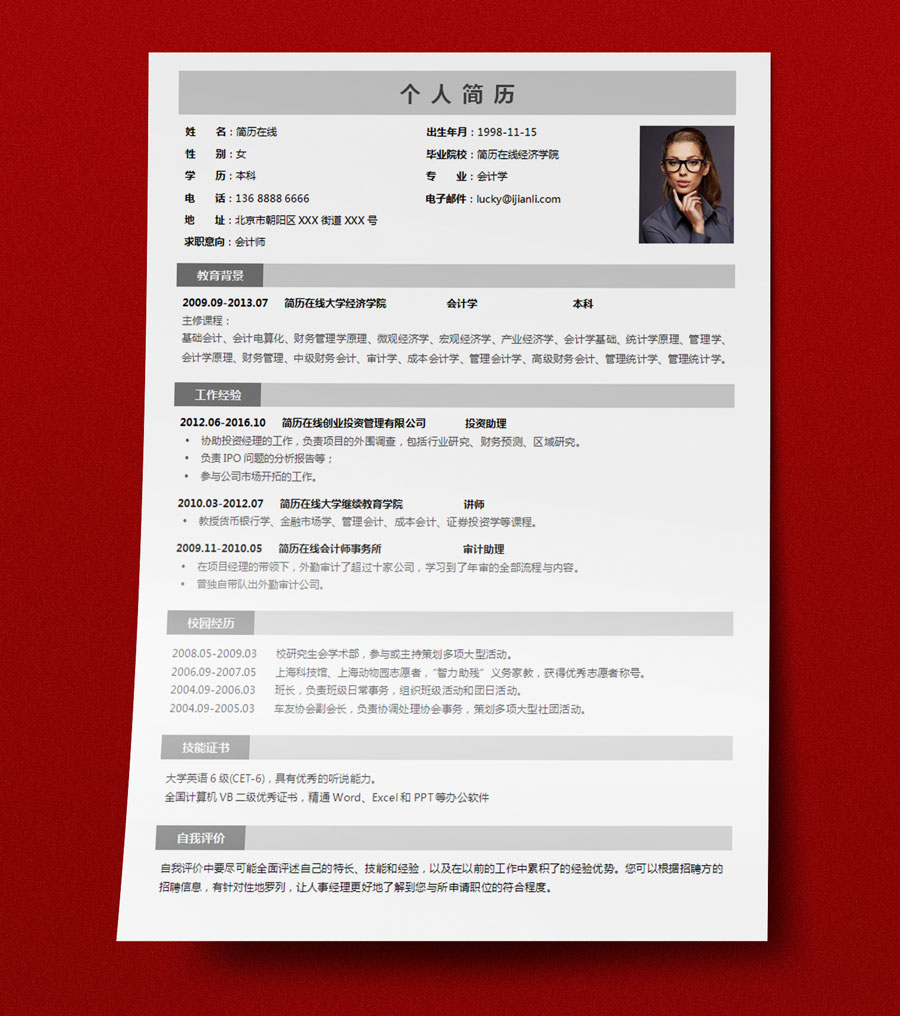 个人简历
姓 名：简历在线 出生年月：1998-11-15
性 别：女 毕业院校：简历在线经济学院
学 历：本科 专 业：会计学
电 话：136 8888 6666 电子邮件：lucky@ijianli.com
地 址：北京市朝阳区 XXX 街道 XXX 号
求职意向：会计师
教育背景
2009.09-2013.07 简历在线大学经济学院 会计学 本科
主修课程：
基础会计、会计电算化、财务管理学原理、微观经济学、宏观经济学、产业经济学、会计学基础、统计学原理、管理学、
会计学原理、财务管理、中级财务会计、审计学、成本会计学、管理会计学、高级财务会计、管理统计学、管理统计学。
工作经验
2012.06-2016.10 简历在线创业投资管理有限公司 投资助理
• 协助投资经理的工作，负责项目的外围调查，包括行业研究、财务预测、区域研究。
• 负责 IPO 问题的分析报告等；
• 参与公司市场开拓的工作。
2010.03-2012.07 简历在线大学继续教育学院 讲师
• 教授货币银行学、金融市场学、管理会计、成本会计、证券投资学等课程。
2009.11-2010.05 简历在线会计师事务所 审计助理
• 在项目经理的带领下，外勤审计了超过十家公司，学习到了年审的全部流程与内容。
• 曾独自带队出外勤审计公司。
校园经历
2008.05-2009.03 校研究生会学术部，参与或主持策划多项大型活动。
2006.09-2007.05 上海科技馆、上海动物园志愿者，“智力助残”义务家教，获得优秀志愿者称号。
2004.09-2006.03 班长，负责班级日常事务，组织班级活动和团日活动。
2004.09-2005.03 车友协会副会长，负责协调处理协会事务，策划多项大型社团活动。
技能证书
大学英语 6 级(CET-6)，具有优秀的听说能力。
全国计算机 VB 二级优秀证书，精通 Word、Excel 和 PPT 等办公软件
自我评价
自我评价中要尽可能全面评述自己的特长、技能和经验，以及在以前的工作中累积了的经验优势。您可以根据招聘方的
招聘信息，有针对性地罗列，让人事经理更好地了解到您与所申请职位的符合程度。